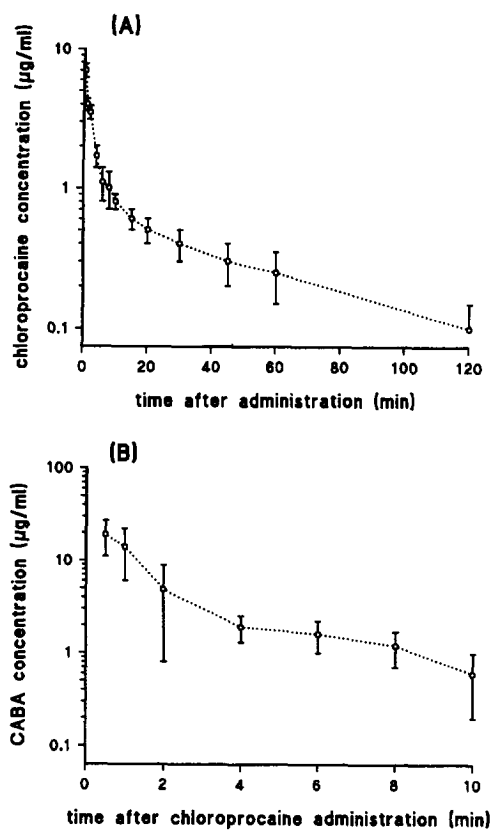 (A)
chloroprocaine concentration (µg/ml)
10
1
0.1
0 20 40 60 80 100 120
time after administration (min)
(B)
CABA concentration (µg/ml)
100
10
1
0.1
0 2 4 6 8 10
time after chloroprocaine administration (min)